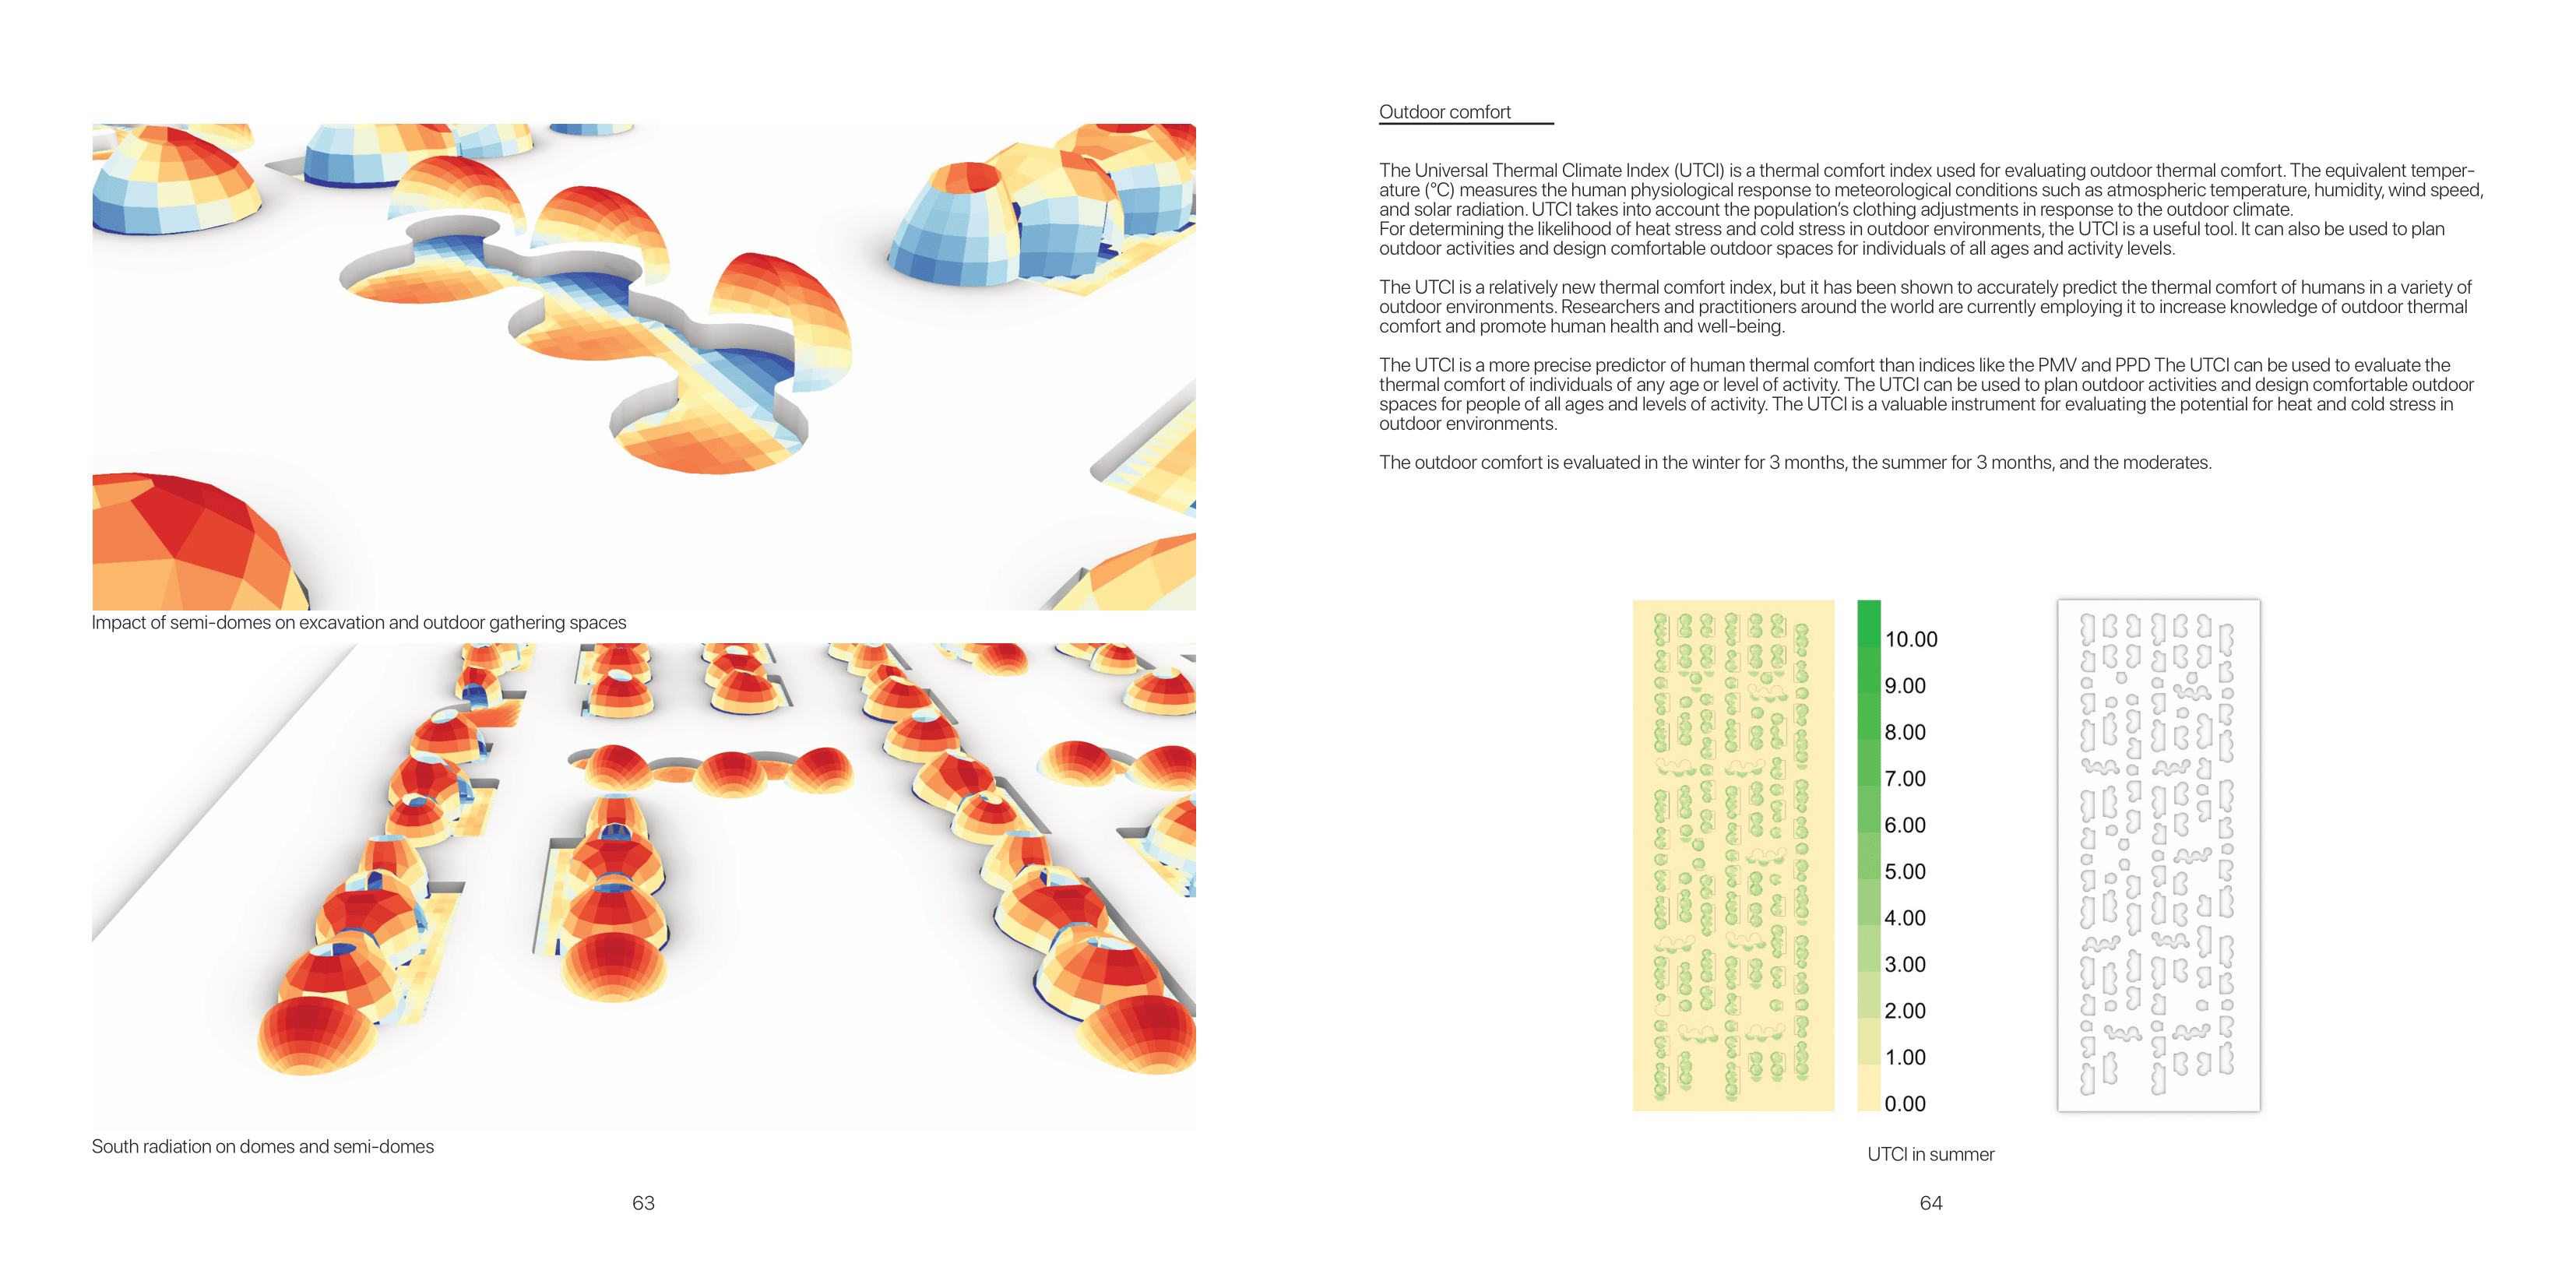 Impact of semi-domes on excavation and outdoor gathering spaces
South radiation on domes and semi-domes
63
Outdoor comfort
The Universal Thermal Climate Index (UTCI) is a thermal comfort index used for evaluating outdoor thermal comfort. The equivalent temper-
ature (°C) measures the human physiological response to meteorological conditions such as atmospheric temperature, humidity, wind speed,
and solar radiation. UTCI takes into account the population's clothing adjustments in response to the outdoor climate.
For determining the likelihood of heat stress and cold stress in outdoor environments, the UTCI is a useful tool. It can also be used to plan
outdoor activities and design comfortable outdoor spaces for individuals of all ages and activity levels.
The UTCI is a relatively new thermal comfort index, but it has been shown to accurately predict the thermal comfort of humans in a variety of
outdoor environments. Researchers and practitioners around the world are currently employing it to increase knowledge of outdoor thermal
comfort and promote human health and well-being.
The UTCI is a more precise predictor of human thermal comfort than indices like the PMV and PPD The UTCI can be used to evaluate the
thermal comfort of individuals of any age or level of activity. The UTCI can be used to plan outdoor activities and design comfortable outdoor
spaces for people of all ages and levels of activity. The UTCI is a valuable instrument for evaluating the potential for heat and cold stress in
outdoor environments.
The outdoor comfort is evaluated in the winter for 3 months, the summer for 3 months, and the moderates.
10.00
9.00
8.00
7.00
6.00
5.00
4.00
3.00
2.00
1.00
0.00
UTCI in summer
64